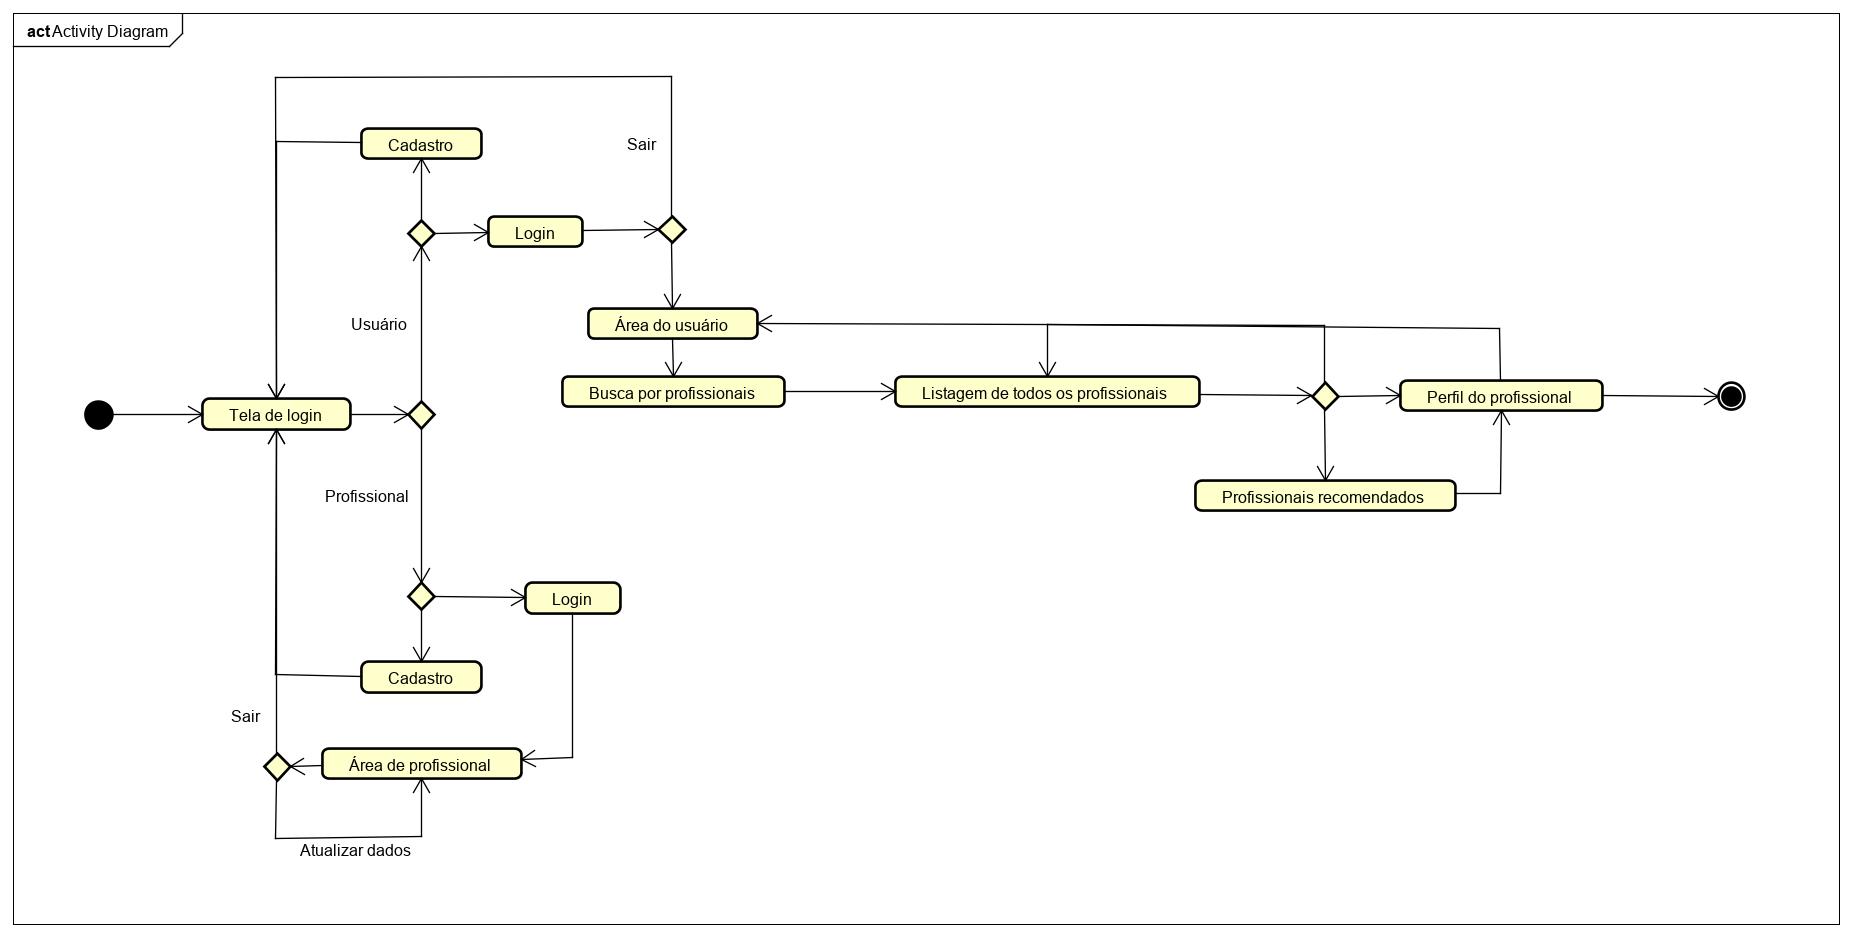 act Activity Diagram
Cadastro
Sair
Login
Usuário
Área do usuário
Busca por profissionais
Listagem de todos os profissionais
Perfil do profissional
Tela de login
Profissional
Profissionais recomendados
Login
Cadastro
Sair
Área de profissional
Atualizar dados